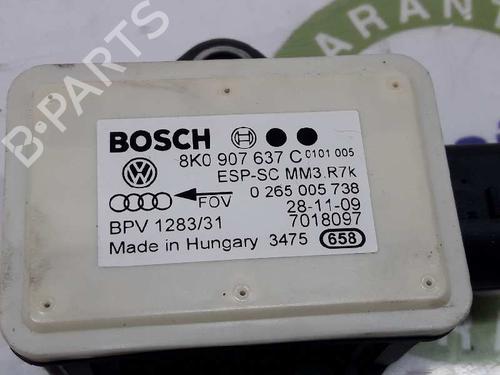 BOSCH
8K0 907 637 C 0101 005
ESP-SC MM3.R7k
FOV 0 265 005 738
28-11-09
BPV 1283/31 7018097
Made in Hungary 3475 658
B-PARTS
GARAN